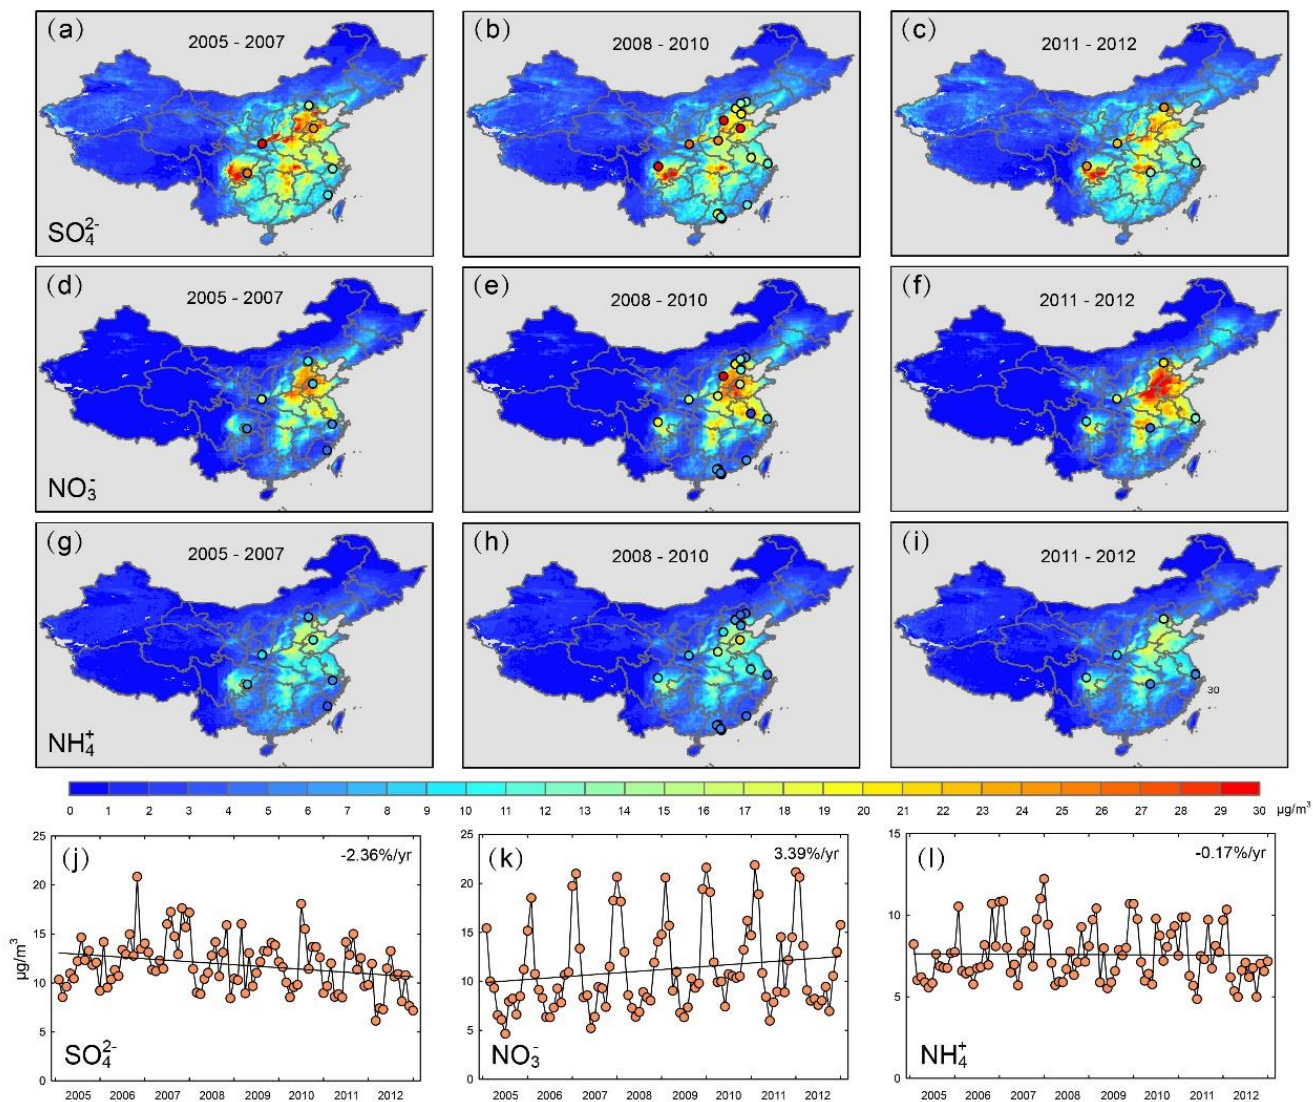 (a) 2005 - 2007
(b) 2008 - 2010
(c) 2011 - 2012
SO₄²⁻
(d) 2005 - 2007
(e) 2008 - 2010
(f) 2011 - 2012
NO₃⁻
(g) 2005 - 2007
(h) 2008 - 2010
(i) 2011 - 2012
30
NH₄⁺
0 1 2 3 4 5 6 7 8 9 10 11 12 13 14 15 16 17 18 19 20 21 22 23 24 25 26 27 28 29 30 µg/m³
(j) -2.36%/yr
25
20
15
10
5
0
µg/m³
SO₄²⁻
2005 2006 2007 2008 2009 2010 2011 2012
(k) 3.39%/yr
25
20
15
10
5
0
NO₃⁻
2005 2006 2007 2008 2009 2010 2011 2012
(l) -0.17%/yr
15
10
5
0
NH₄⁺
2005 2006 2007 2008 2009 2010 2011 2012